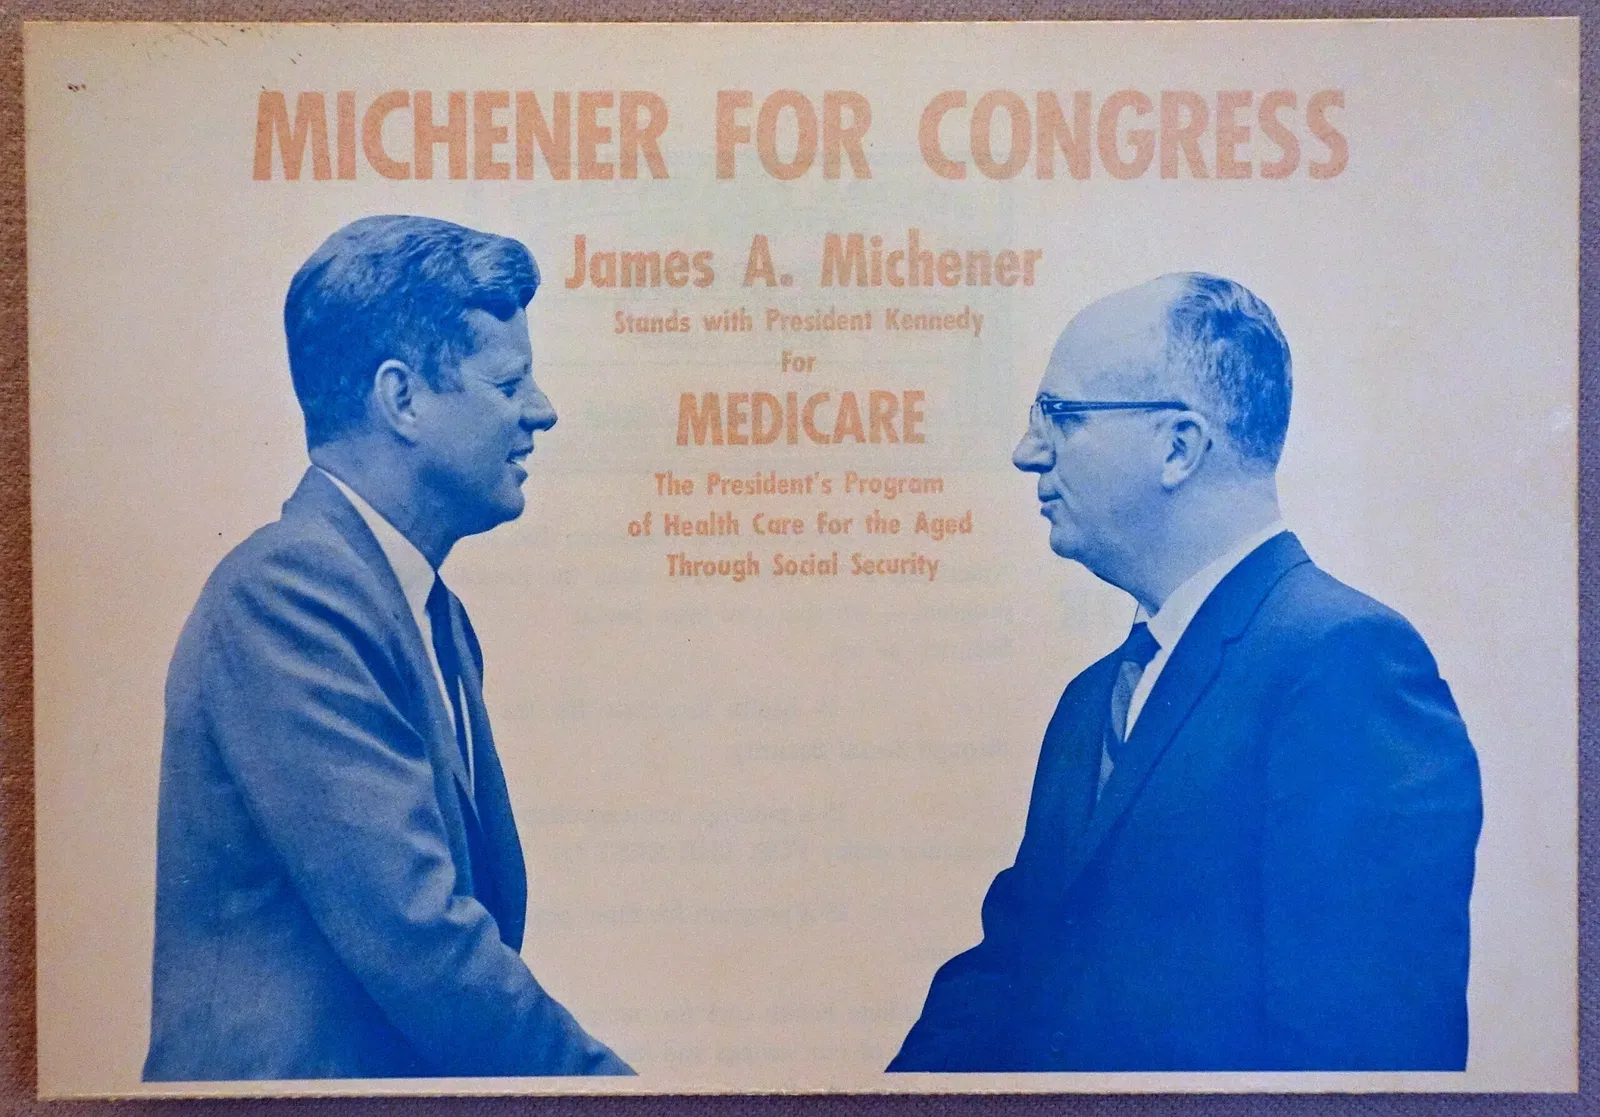 MICHENER FOR CONGRESS
James A. Michener
Stands with President Kennedy
For
MEDICARE
The President's Program
of Health Care for the Aged
Through Social Security